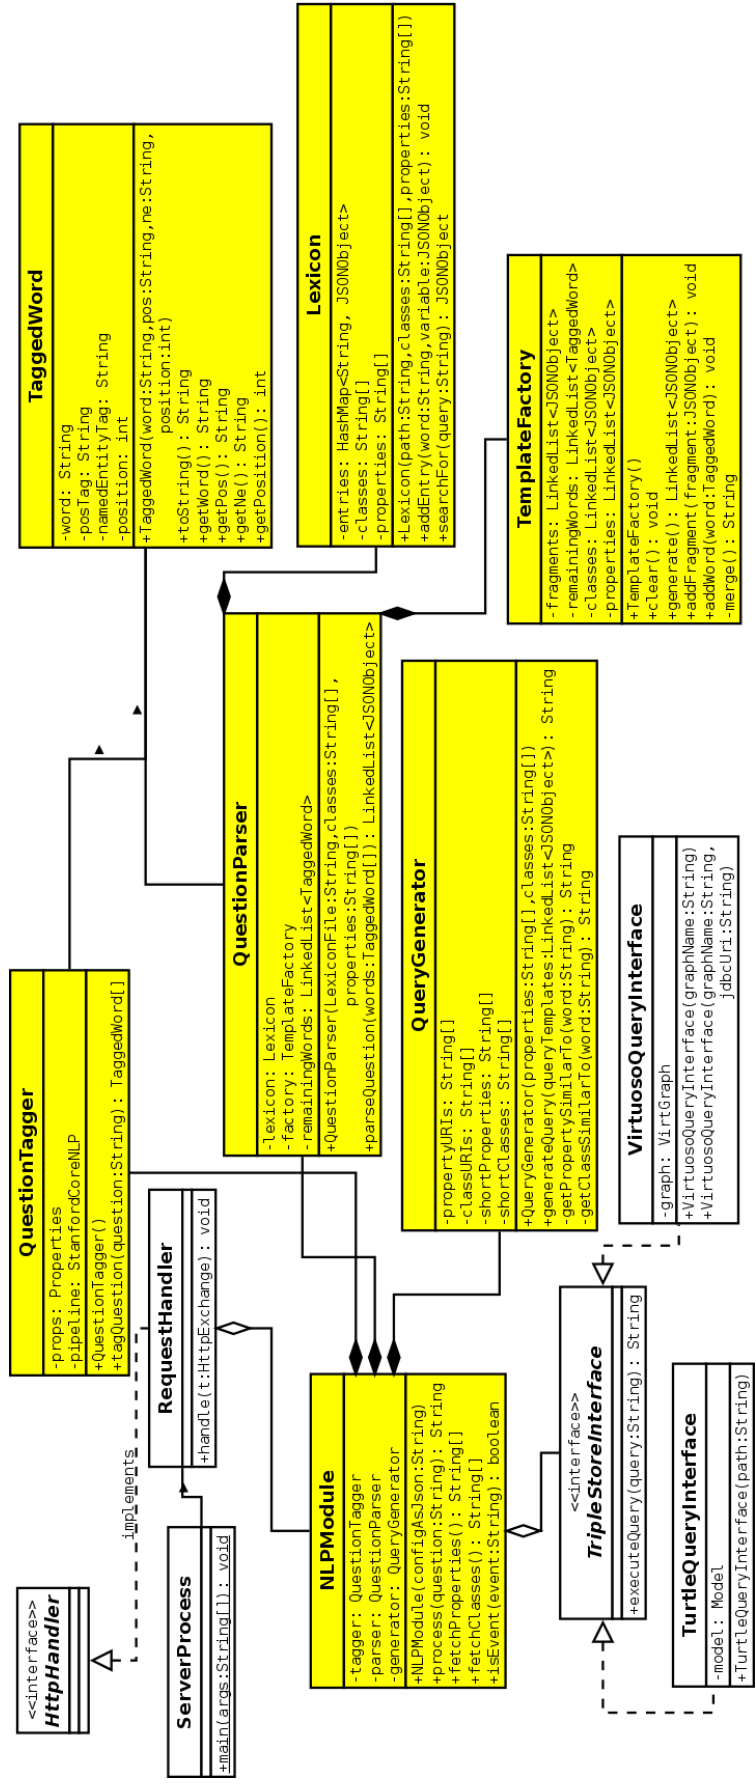 <<interface>>
HttpHandler
implements
ServerProcess
+main(args:String[]): void
RequestHandler
+handle(t:HttpExchange): void
QuestionTagger
-props: Properties
-pipeline: StanfordCoreNLP
+QuestionTagger()
+tagQuestion(question:String): TaggedWord[]
TaggedWord
-word: String
-posTag: String
-namedEntityTag: String
-position: int
+TaggedWord(word:String,pos:String,ne:String,
position:int)
+toString(): String
+getWord(): String
+getPos(): String
+getNe(): String
+getPosition(): int
NLPModule
-tagger: QuestionTagger
-parser: QuestionParser
-generator: QueryGenerator
+NLPModule(configAsJson:String)
+process(question:String): String
+fetchProperties(): String[]
+fetchClasses(): String[]
+isEvent(event:String): boolean
QuestionParser
-lexicon: Lexicon
-factory: TemplateFactory
-remainingWords: LinkedList<TaggedWord>
+QuestionParser(LexiconFile:String,classes:String[],
properties:String[])
+parseQuestion(words:TaggedWord[]): LinkedList<JSONObject>
Lexicon
-entries: HashMap<String, JSONObject>
-classes: String[]
-properties: String[]
+Lexicon(path:String,classes:String[],properties:String[])
+addEntry(word:String,variable:JSONObject): void
+searchFor(query:String): JSONObject
QueryGenerator
-propertyURIs: String[]
-classURIs: String[]
-shortProperties: String[]
-shortClasses: String[]
+QueryGenerator(properties:String[],classes:String[])
+generateQuery(queryTemplates:LinkedList<JSONObject>): String
-getPropertySimilarTo(word:String): String
-getClassSimilarTo(word:String): String
TemplateFactory
-fragments: LinkedList<JSONObject>
-remainingWords: LinkedList<TaggedWord>
-classes: LinkedList<JSONObject>
-properties: LinkedList<JSONObject>
+TemplateFactory()
+clear(): void
+generate(): LinkedList<JSONObject>
+addFragment(fragment:JSONObject): void
+addWord(word:TaggedWord): void
-merge(): String
<<interface>>
TripleStoreInterface
+executeQuery(query:String): String
VirtuosoQueryInterface
-graph: VirtGraph
+VirtuosoQueryInterface(graphName:String)
+VirtuosoQueryInterface(graphName:String,
jdbcUri:String)
TurtleQueryInterface
-model: Model
+TurtleQueryInterface(path:String)